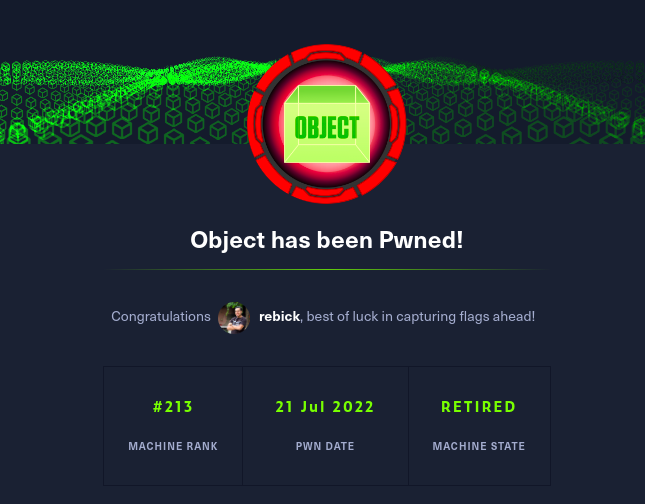 OBJECT
Object has been Pwned!
Congratulations rebick, best of luck in capturing flags ahead!
#213 21 Jul 2022 RETIRED
MACHINE RANK PWN DATE MACHINE STATE